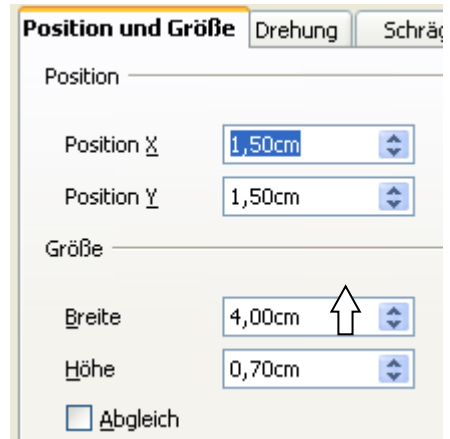 Position und Größe Drehung Schräg
Position
Position X 1,50cm
Position Y 1,50cm
Größe
Breite 4,00cm
Höhe 0,70cm
Abgleich